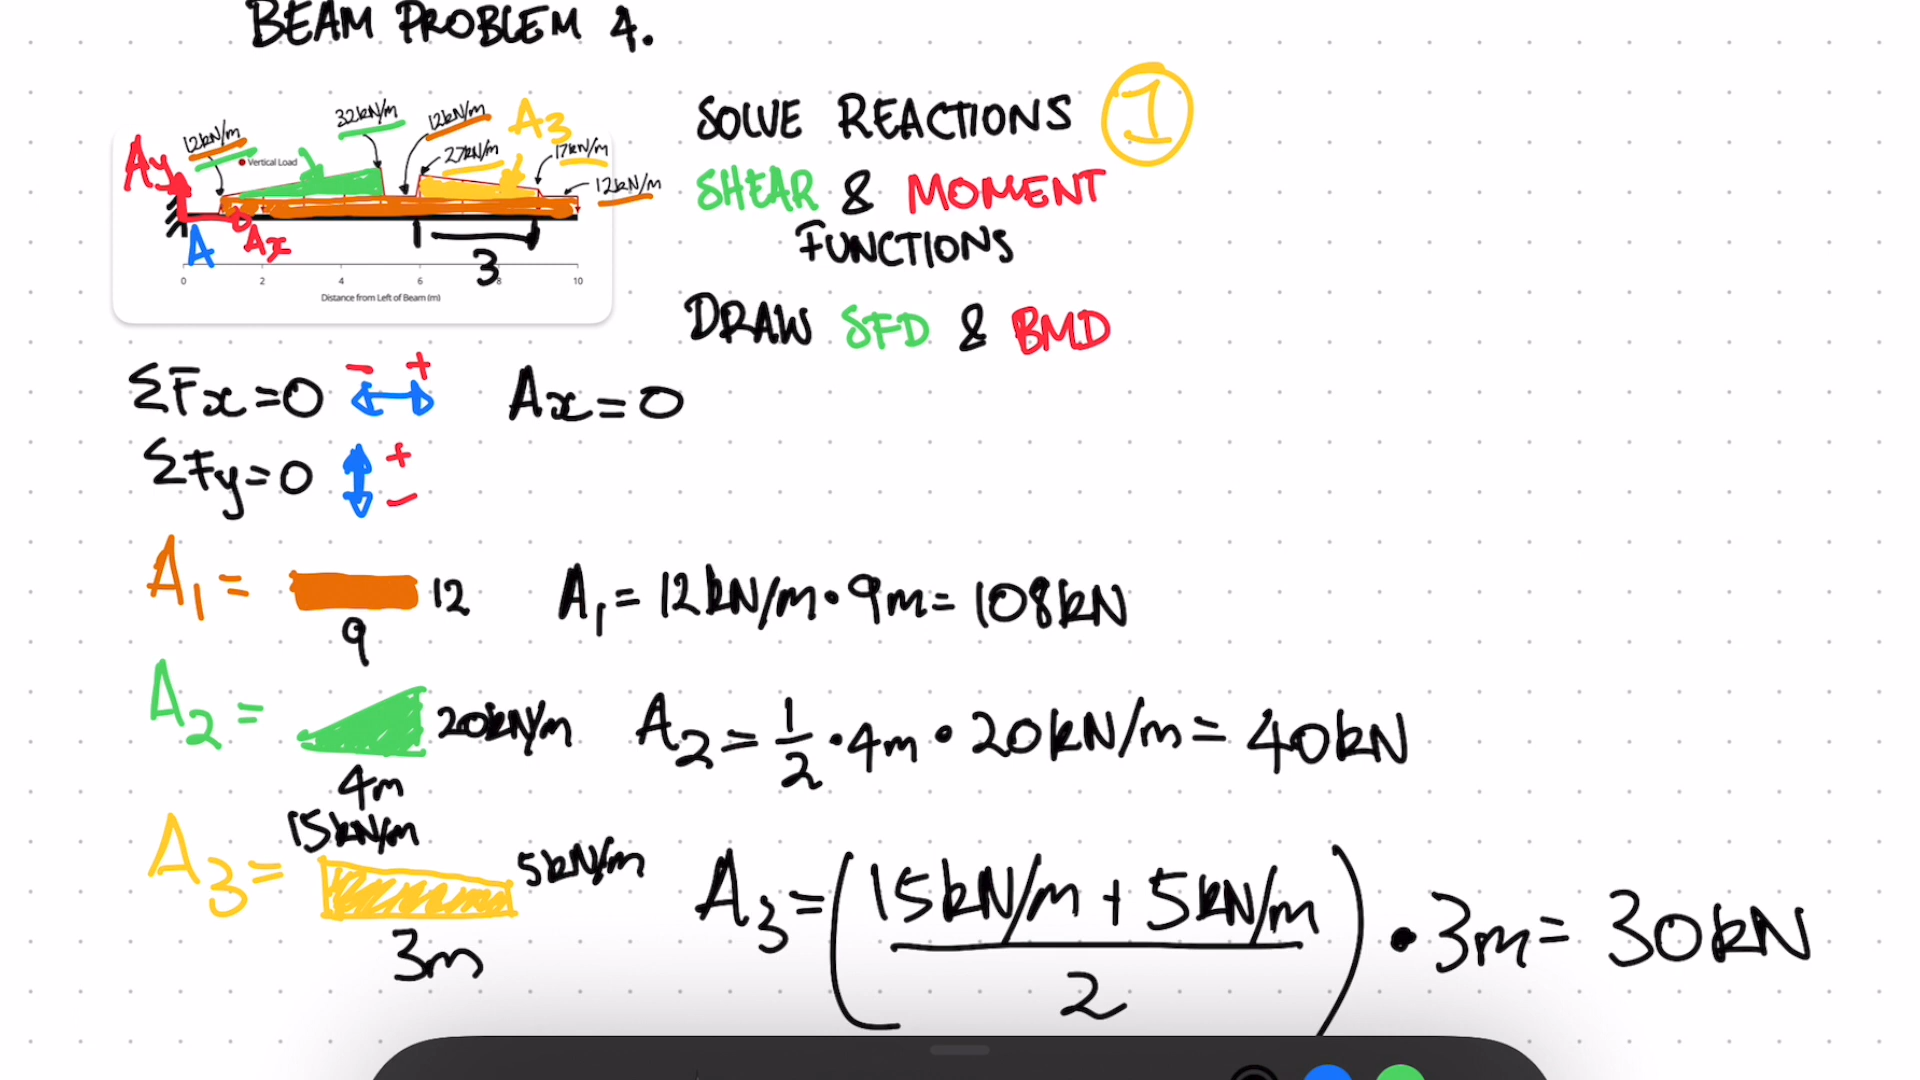 BEAM PROBLEM 4.
SOLVE REACTIONS 1
SHEAR & MOMENT
FUNCTIONS
DRAW SFD & BMD
12kN/m
32kN/m
12kN/m
A3
27kN/m
17kN/m
12kN/m
Vertical Load
Ay
A
Ax
3
0 2 4 6 8 10
Distance from Left of Beam (m)
ΣFx=0 - + Ax=0
ΣFy=0 + -
A1= 12 A1= 12kN/m•9m= 108kN
9
A2= 20kN/m A2= 1/2•4m•20kN/m= 40kN
4m
15kN/m
A3= 5kN/m A3= (15kN/m + 5kN/m / 2) •3m= 30kN
3m